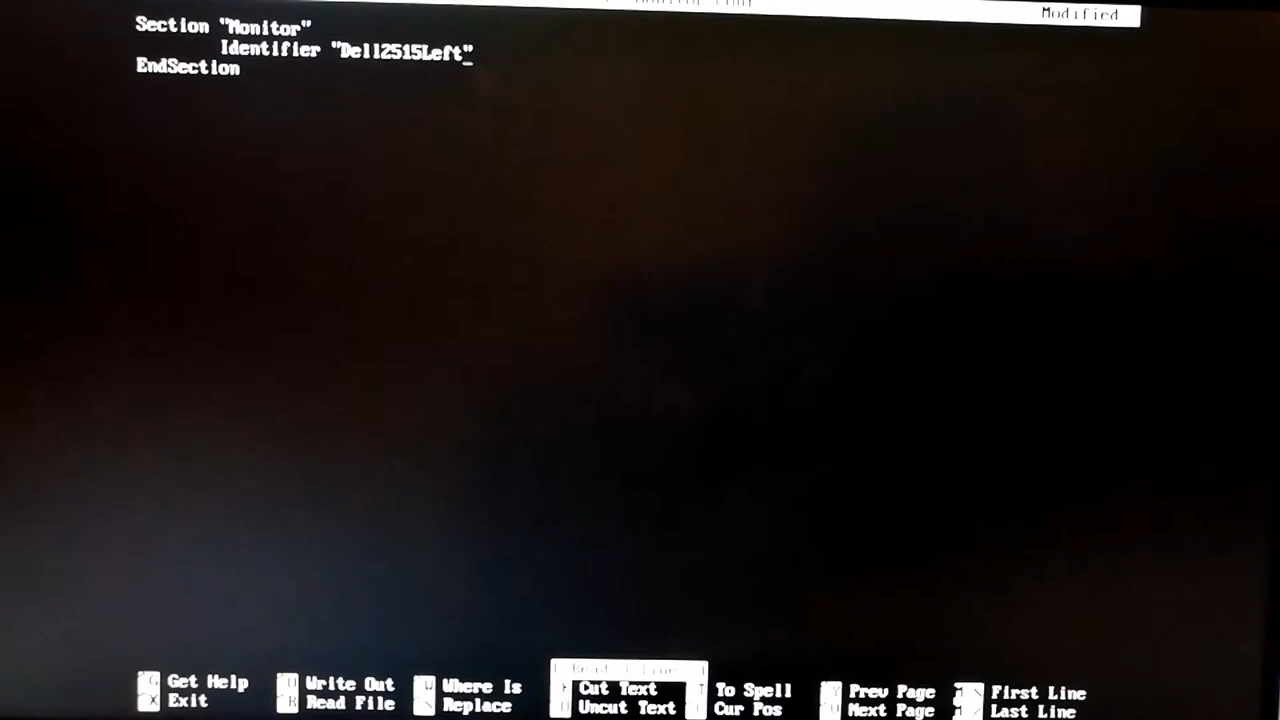 Modified
Section "Monitor"
Identifier "Dell2515Left"
EndSection
Get Help Write Out Where Is Cut Text To Spell Prev Page First Line
X Exit R Read File \ Replace Uncut Text Cur Pos Next Page Last Line